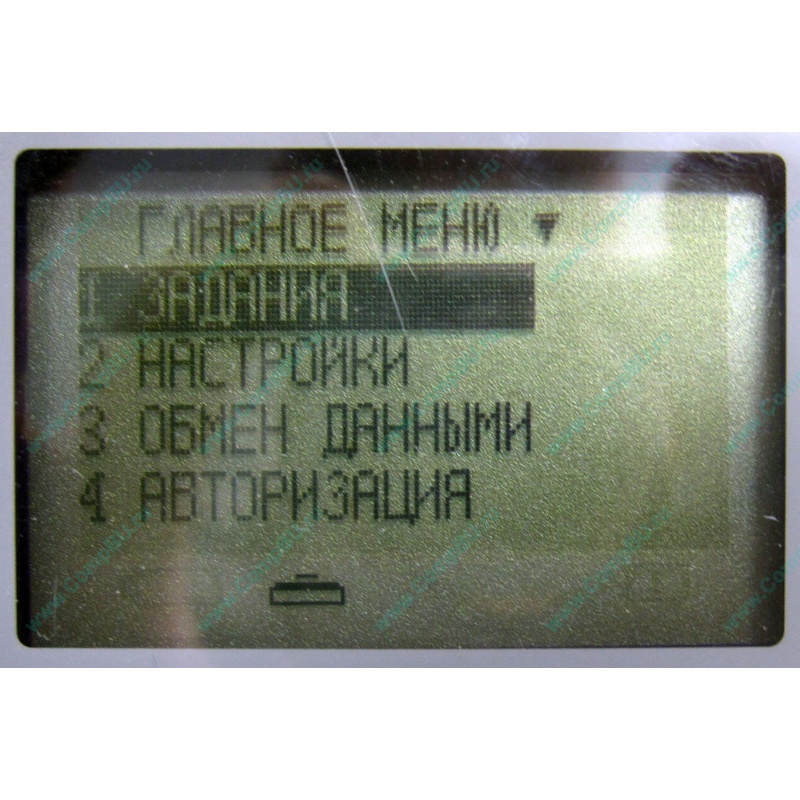 ГЛАВНОЕ МЕНЮ ▼
1 ЗАДАНИЯ
2 НАСТРОЙКИ
3 ОБМЕН ДАННЫМИ
4 АВТОРИЗАЦИЯ